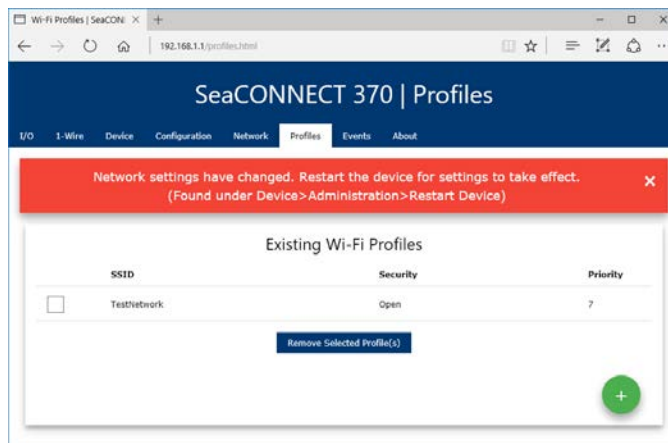 Wi-Fi Profiles | SeaCON
192.168.1.1/profiles.html
SeaCONNECT 370 | Profiles
I/O 1-Wire Device Configuration Network Profiles Events About
Network settings have changed. Restart the device for settings to take effect.
(Found under Device>Administration>Restart Device)
Existing Wi-Fi Profiles
SSID Security Priority
TestNetwork Open 7
Remove Selected Profile(s)
+